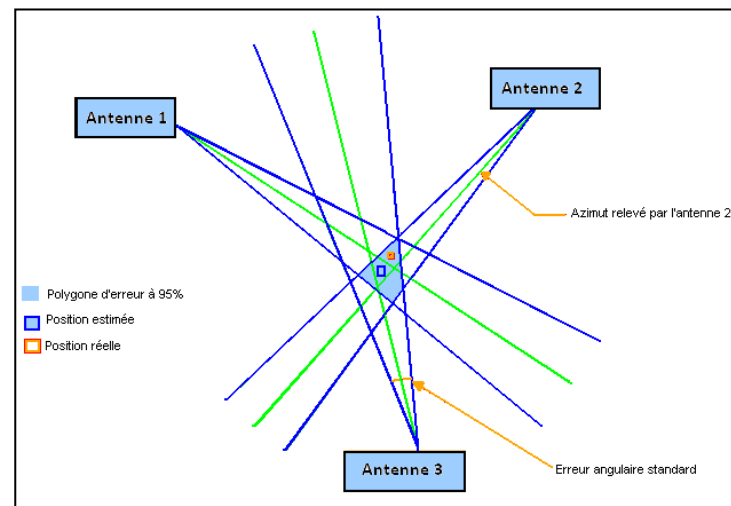 Antenne 1
Antenne 2
Azimut relevé par l'antenne 2
Polygone d'erreur à 95%
Position estimée
Position réelle
Antenne 3
Erreur angulaire standard